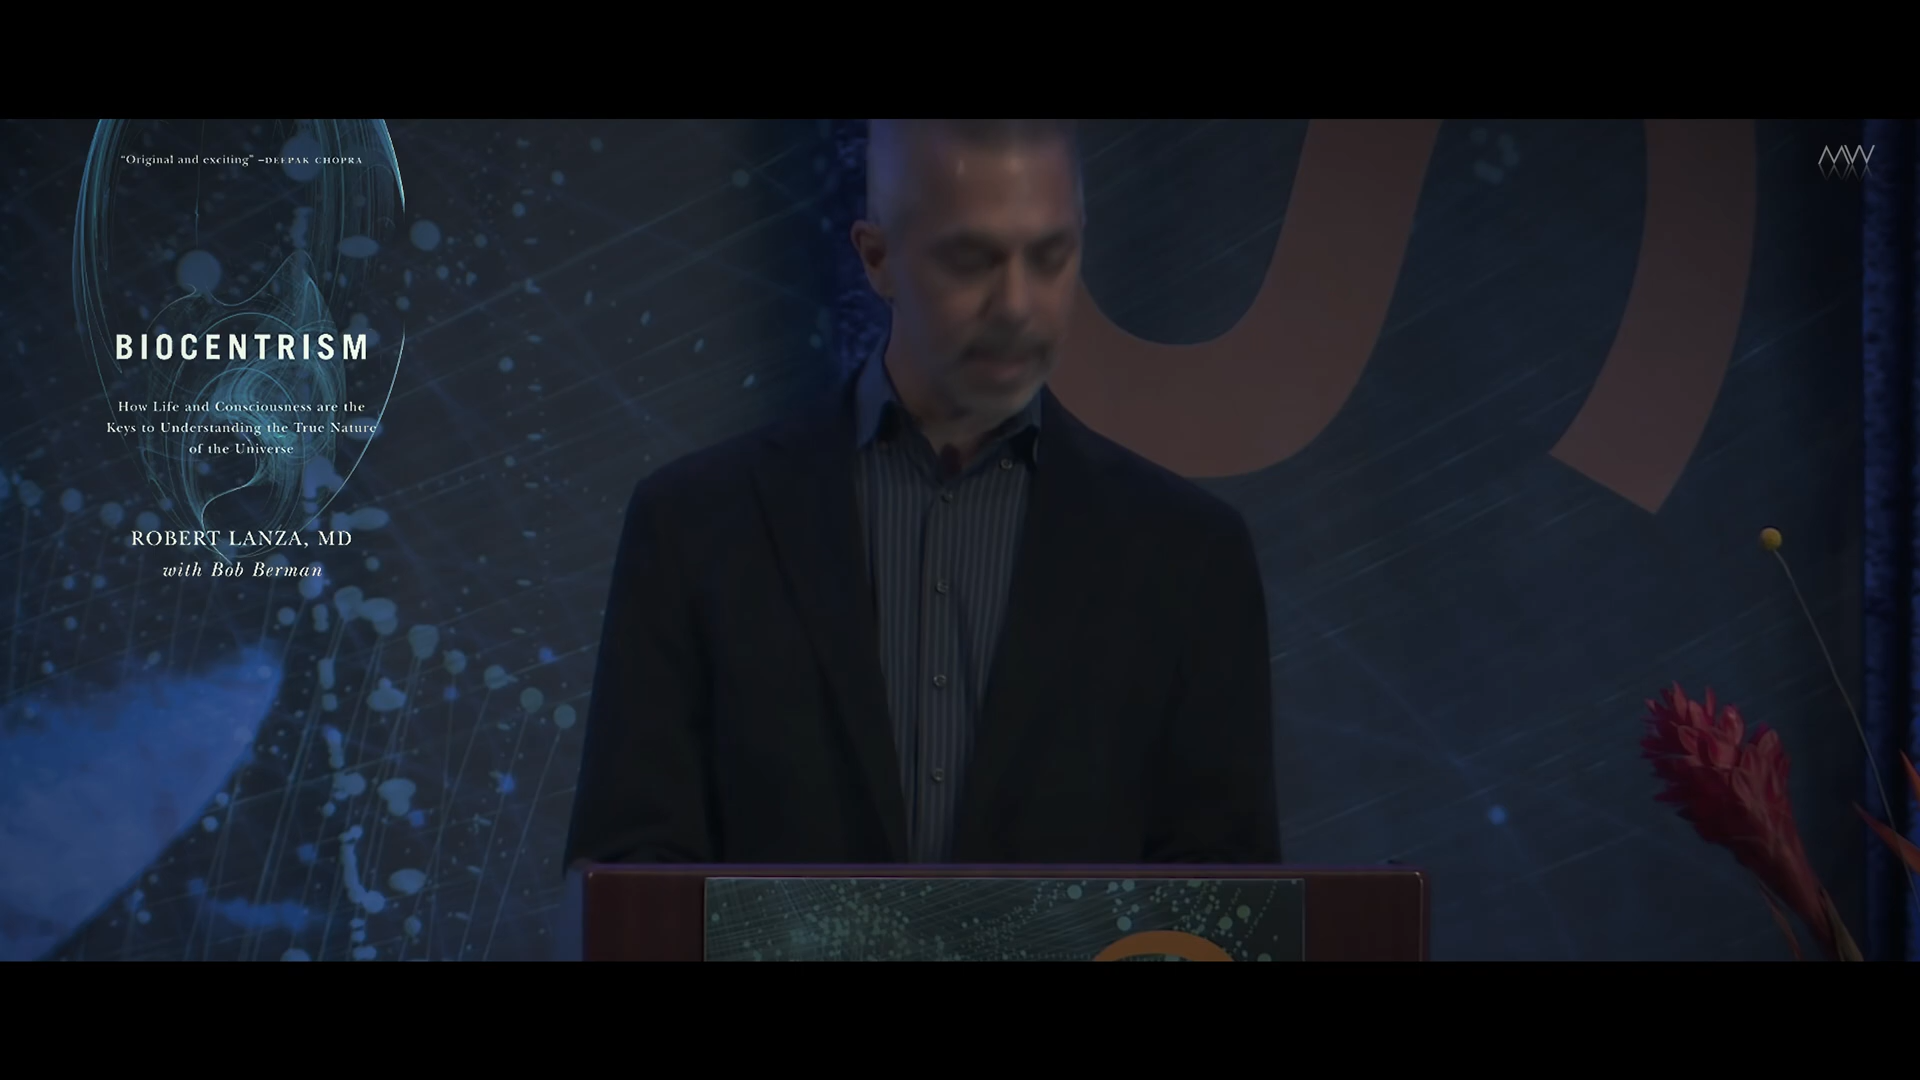 “Original and exciting” –DEEPAK CHOPRA
BIOCENTRISM
How Life and Consciousness are the
Keys to Understanding the True Nature
of the Universe
ROBERT LANZA, MD
with Bob Berman
MW